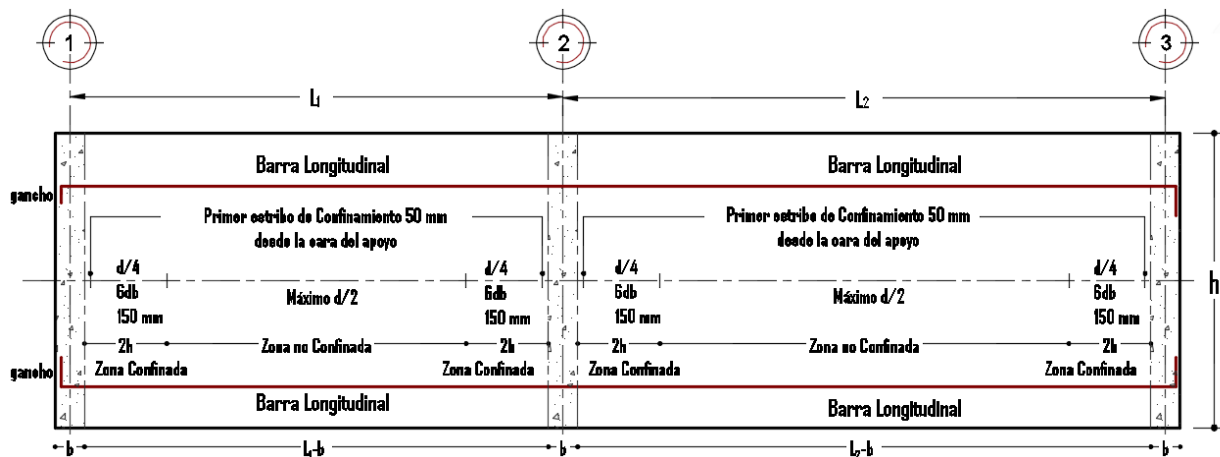 1 2 3
L1 L2
Barra Longitudinal Barra Longitudinal
gancho
Primer estribo de Confinamiento 50 mm Primer estribo de Confinamiento 50 mm
desde la cara del apoyo desde la cara del apoyo
d/4 d/4 d/4 d/4
6db Máximo d/2 6db 6db Máximo d/2 6db
150 mm 150 mm 150 mm 150 mm
h
2h Zona no Confinada 2h 2h Zona no Confinada 2h
Zona Confinada Zona Confinada Zona Confinada Zona Confinada
gancho
Barra Longitudinal Barra Longitudinal
b L1-b b L2-b b